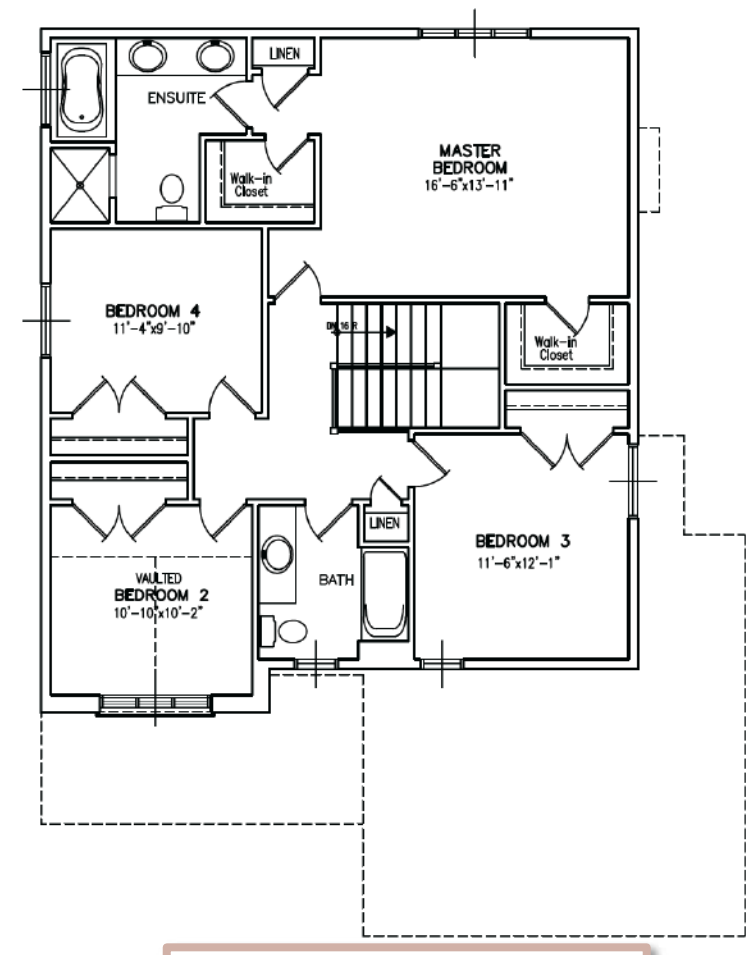 LINEN
ENSUITE
MASTER
BEDROOM
16'-6"x13'-11"
Walk-in
Closet
BEDROOM 4
11'-4"x9'-10"
DN 16 R
Walk-in
Closet
LINEN
BEDROOM 3
11'-6"x12'-1"
BATH
VAULTED
BEDROOM 2
10'-10"x10'-2"